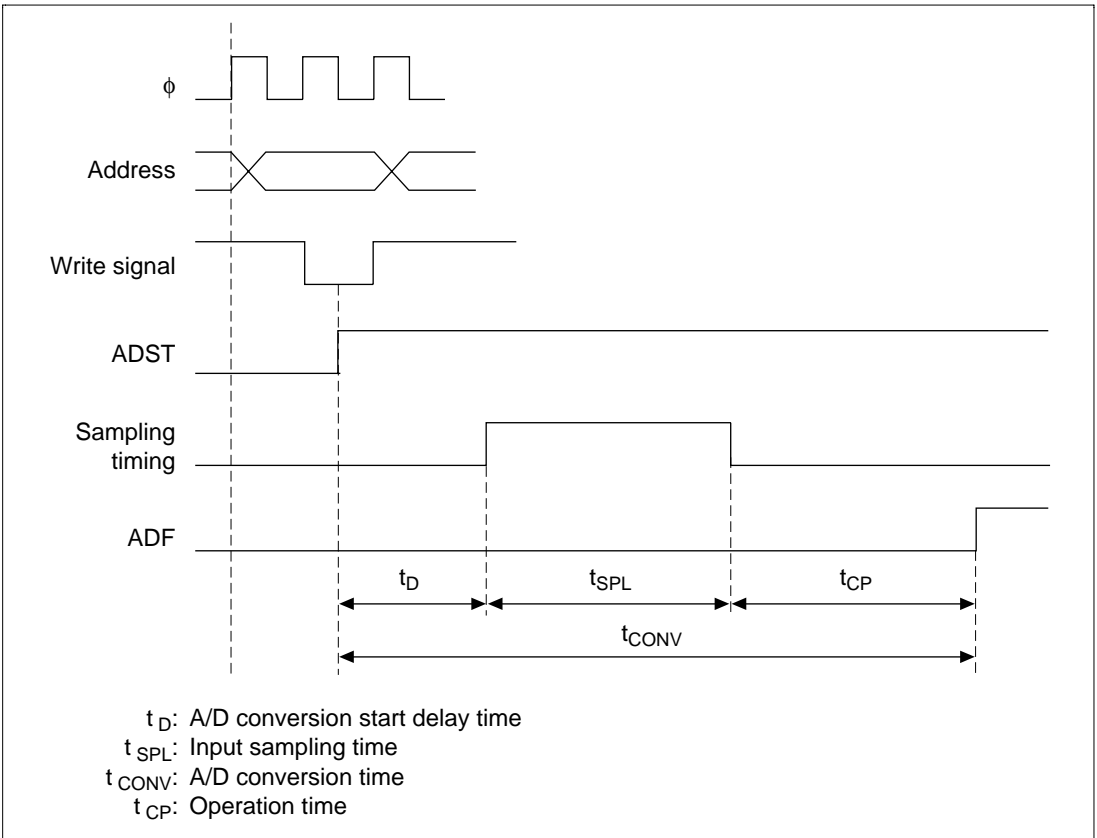 ϕ
Address
Write signal
ADST
Sampling
timing
ADF
tD
tSPL
tCP
tCONV
t D: A/D conversion start delay time
t SPL: Input sampling time
t CONV: A/D conversion time
t CP: Operation time